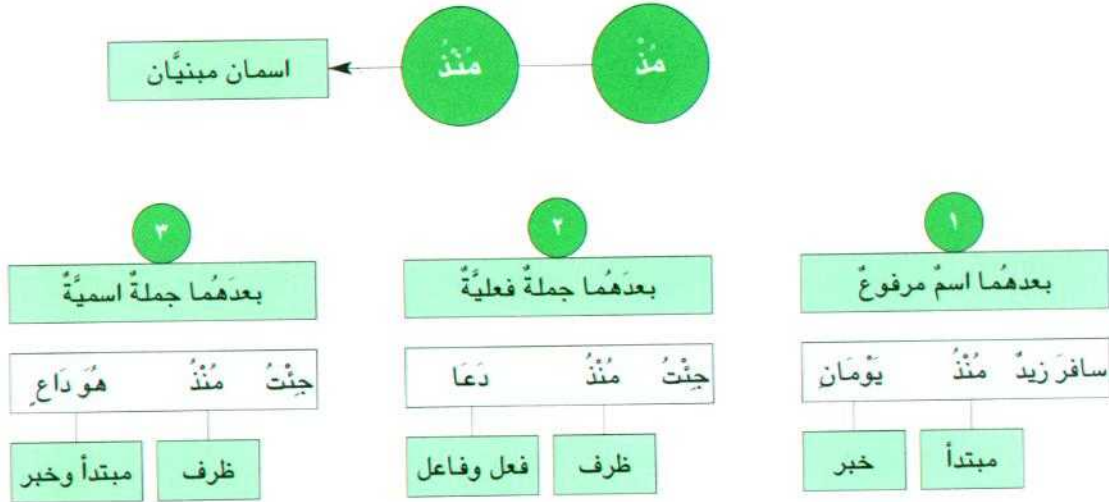 مُذْ مُنْذُ اسمان مبنيَّان
١ ٢ ٣
بعدهُما اسمٌ مرفوعٌ بعدَهُما جملةٌ فعليَّةٌ بعدَهُما جملةٌ اسميَّةٌ
سافرَ زيدٌ مُنْذُ يَوْمَانِ جِئْتُ مُنْذُ دَعَا جِئْتُ مُنْذُ هُوَ دَاعٍ
مبتدأ خبر ظرف فعل وفاعل ظرف مبتدأ وخبر